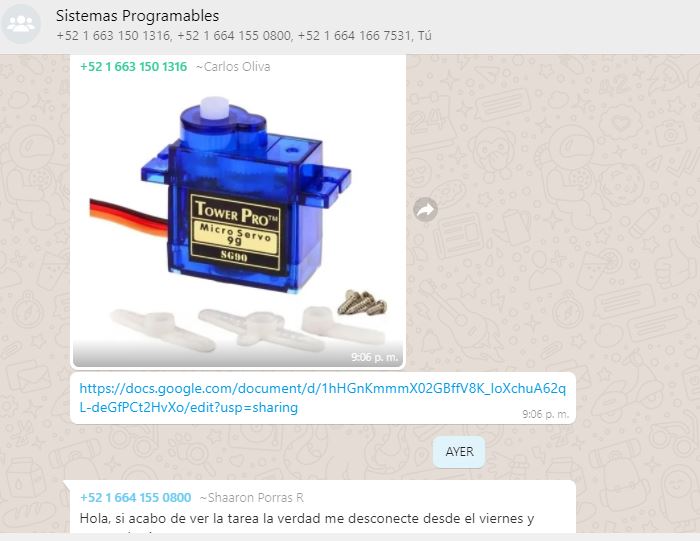 Sistemas Programables
+52 1 663 150 1316, +52 1 664 155 0800, +52 1 664 166 7531, Tú
+52 1 663 150 1316 ~Carlos Oliva
TOWER PRO™
Micro Servo
9g
SG90
9:06 p. m.
https://docs.google.com/document/d/1hHGnKmmmX02GBffV8K_loXchuA62q
L-deGfPCt2HvXo/edit?usp=sharing
9:06 p. m.
AYER
+52 1 664 155 0800 ~Shaaron Porras R
Hola, si acabo de ver la tarea la verdad me desconecte desde el viernes y